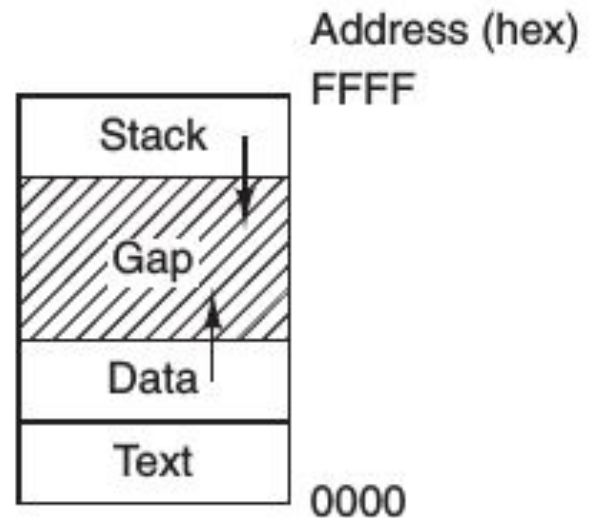 Address (hex)
FFFF
Stack
Gap
Data
Text
0000